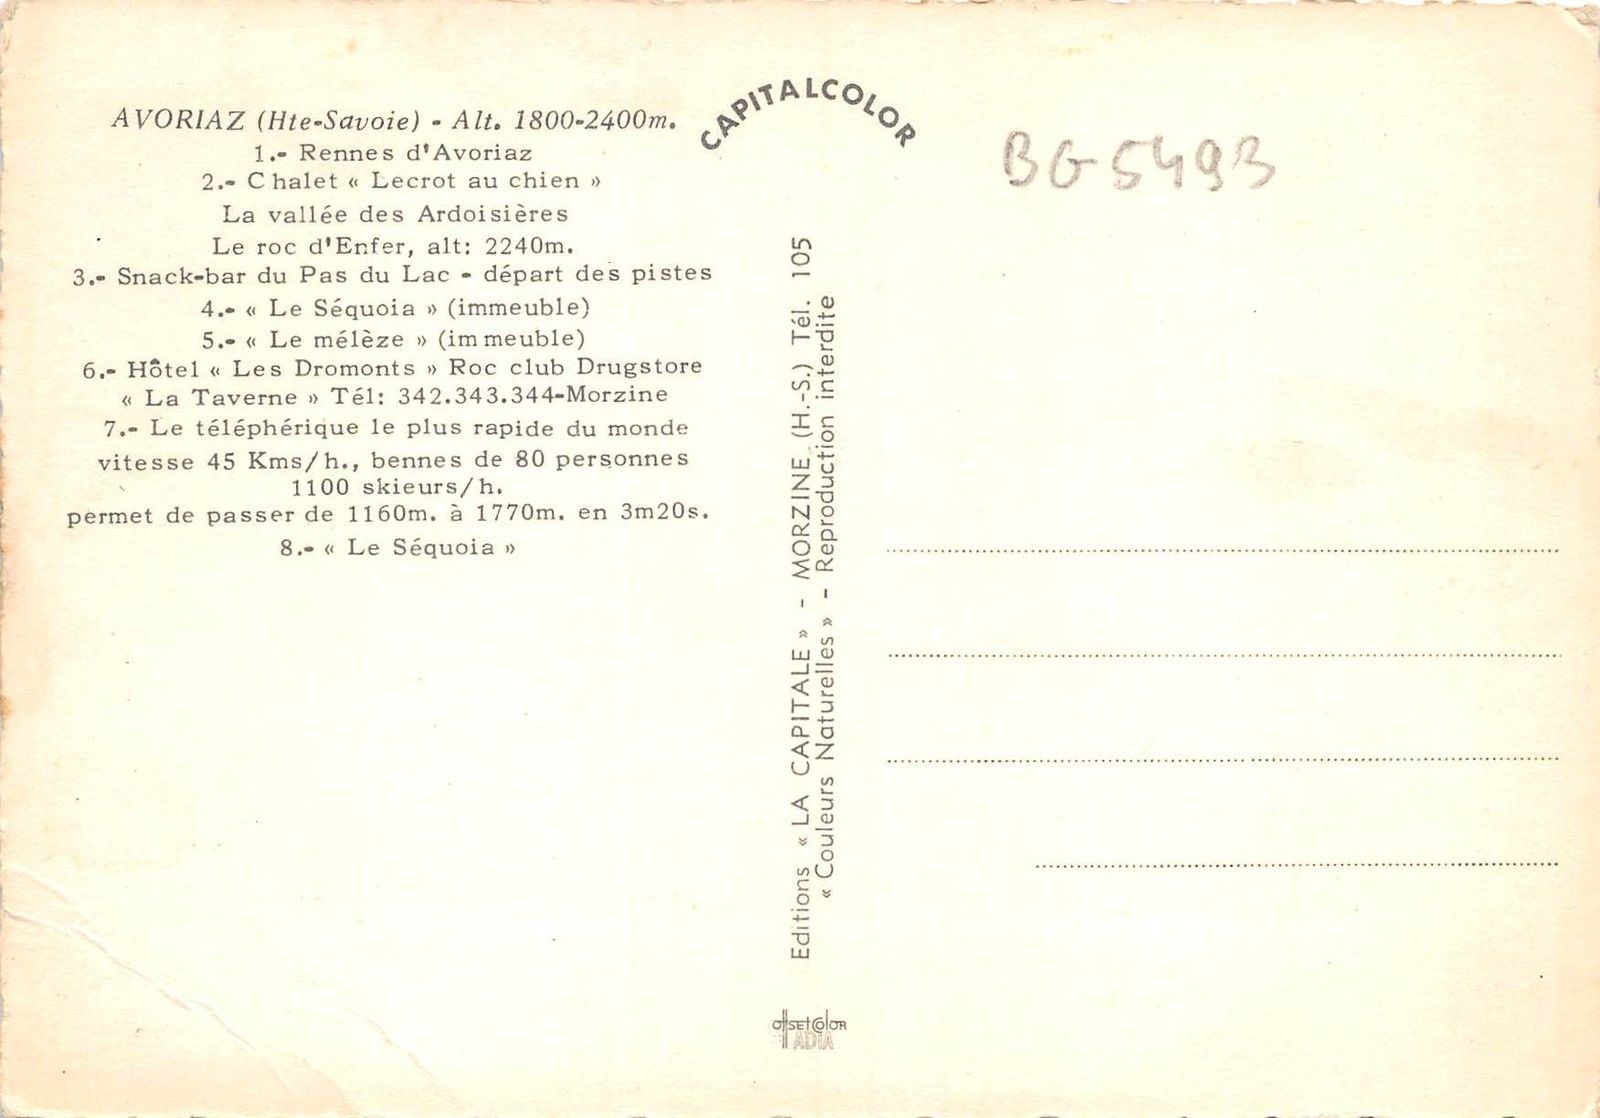 AVORIAZ (Hte-Savoie) - Alt. 1800-2400m.
1.- Rennes d'Avoriaz
2.- Chalet « Lecrot au chien »
La vallée des Ardoisières
Le roc d'Enfer, alt: 2240m.
3.- Snack-bar du Pas du Lac - départ des pistes
4.- « Le Séquoia » (immeuble)
5.- « Le mélèze » (immeuble)
6.- Hôtel « Les Dromonts » Roc club Drugstore
« La Taverne » Tél: 342.343.344-Morzine
7.- Le téléphérique le plus rapide du monde
vitesse 45 Kms/h., bennes de 80 personnes
1100 skieurs/h.
permet de passer de 1160m. à 1770m. en 3m20s.
8.- « Le Séquoia »
CAPITALCOLOR
Editions « LA CAPITALE » - MORZINE (H.-S.) Tél. 105
« Couleurs Naturelles » - Reproduction interdite
offsetcolor
ADIA
BG5493